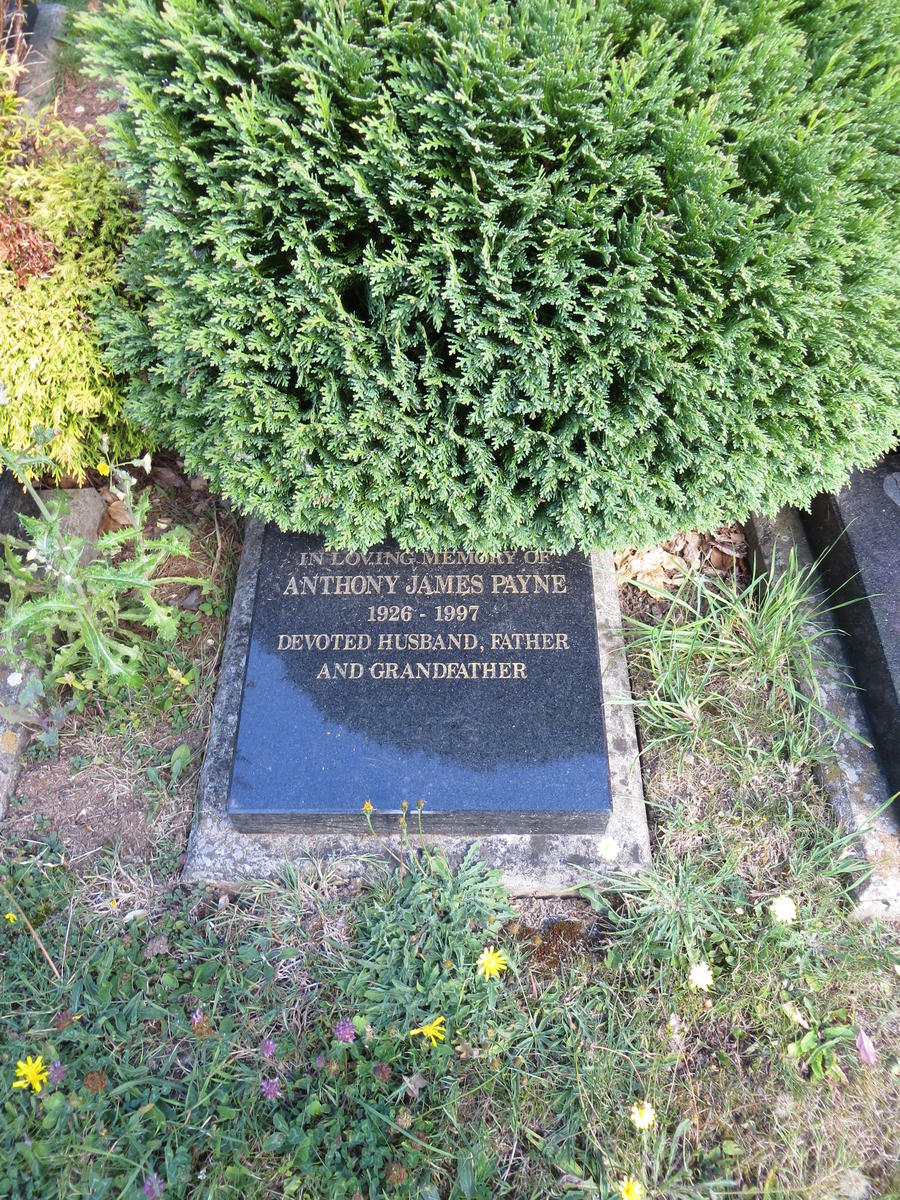 IN LOVING MEMORY OF
ANTHONY JAMES PAYNE
1926 - 1997
DEVOTED HUSBAND, FATHER
AND GRANDFATHER